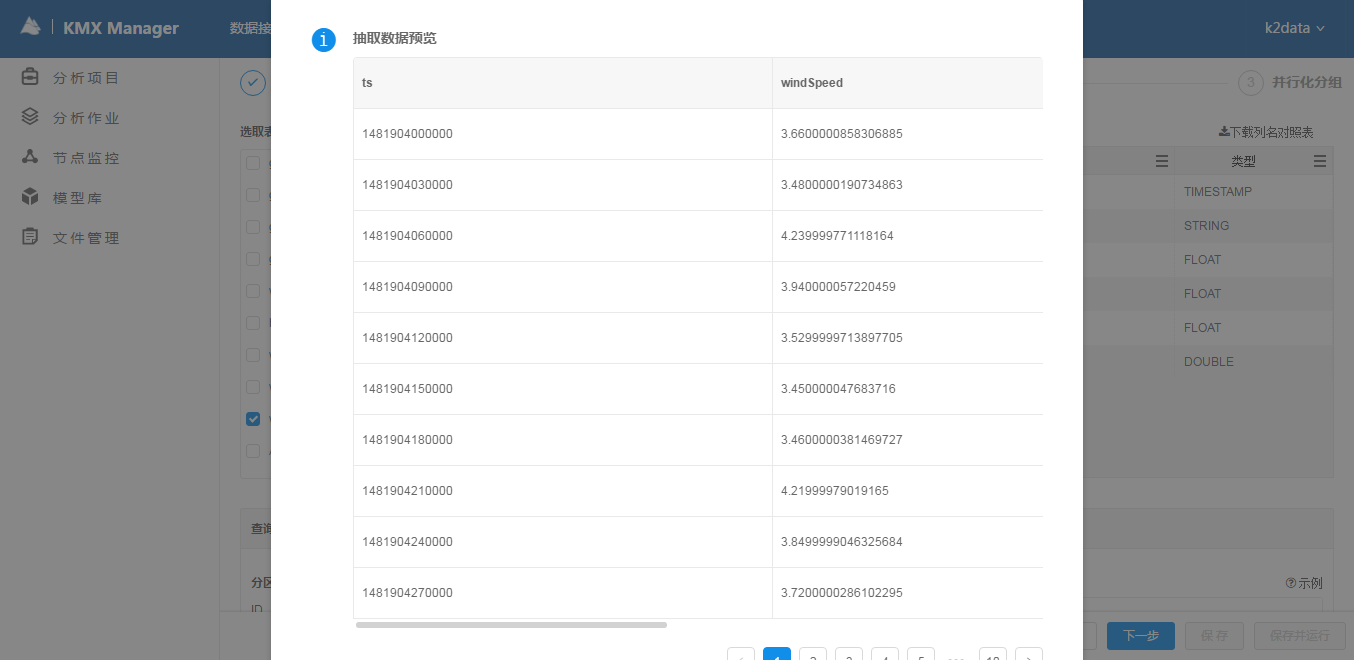 KMX Manager
数据接
k2data
分析项目
分析作业
节点监控
模型库
文件管理
抽取数据预览
ts windSpeed
1481904000000 3.6600000858306885
1481904030000 3.4800000190734863
1481904060000 4.239999771118164
1481904090000 3.940000057220459
1481904120000 3.5299999713897705
1481904150000 3.450000047683716
1481904180000 3.4600000381469727
1481904210000 4.21999979019165
1481904240000 3.8499999046325684
1481904270000 3.7200000286102295
1 2 3 4 5 ••• 10
选取表
查询
分区
ID
3 并行化分组
下载列名对照表
类型
TIMESTAMP
STRING
FLOAT
FLOAT
FLOAT
DOUBLE
示例
下一步 保存 保存并运行